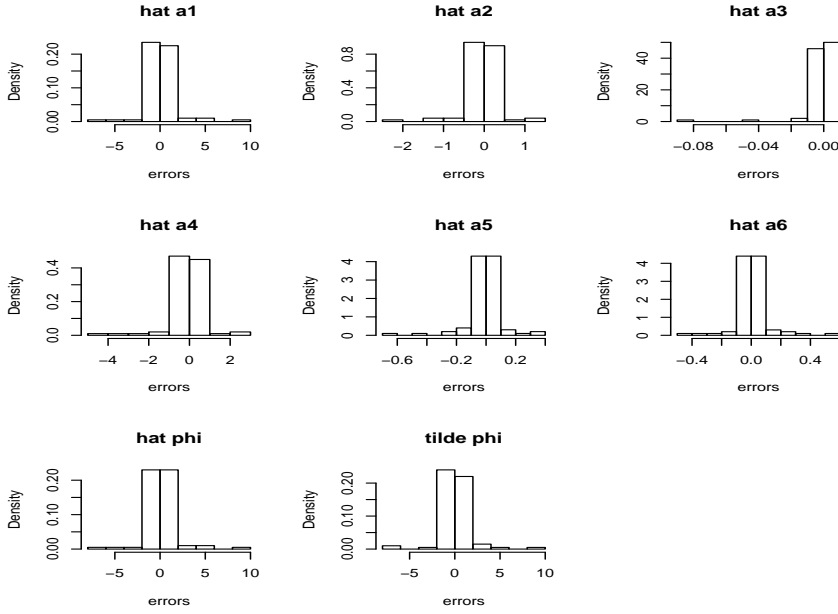 hat a1
Density
0.00 0.10 0.20
−5 0 5 10
errors
hat a2
Density
0.0 0.4 0.8
−2 −1 0 1
errors
hat a3
Density
0 20 40
−0.08 −0.04 0.00
errors
hat a4
Density
0.0 0.2 0.4
−4 −2 0 2
errors
hat a5
Density
0 1 2 3 4
−0.6 −0.2 0.2
errors
hat a6
Density
0 1 2 3 4
−0.4 0.0 0.4
errors
hat phi
Density
0.00 0.10 0.20
−5 0 5 10
errors
tilde phi
Density
0.00 0.10 0.20
−5 0 5 10
errors